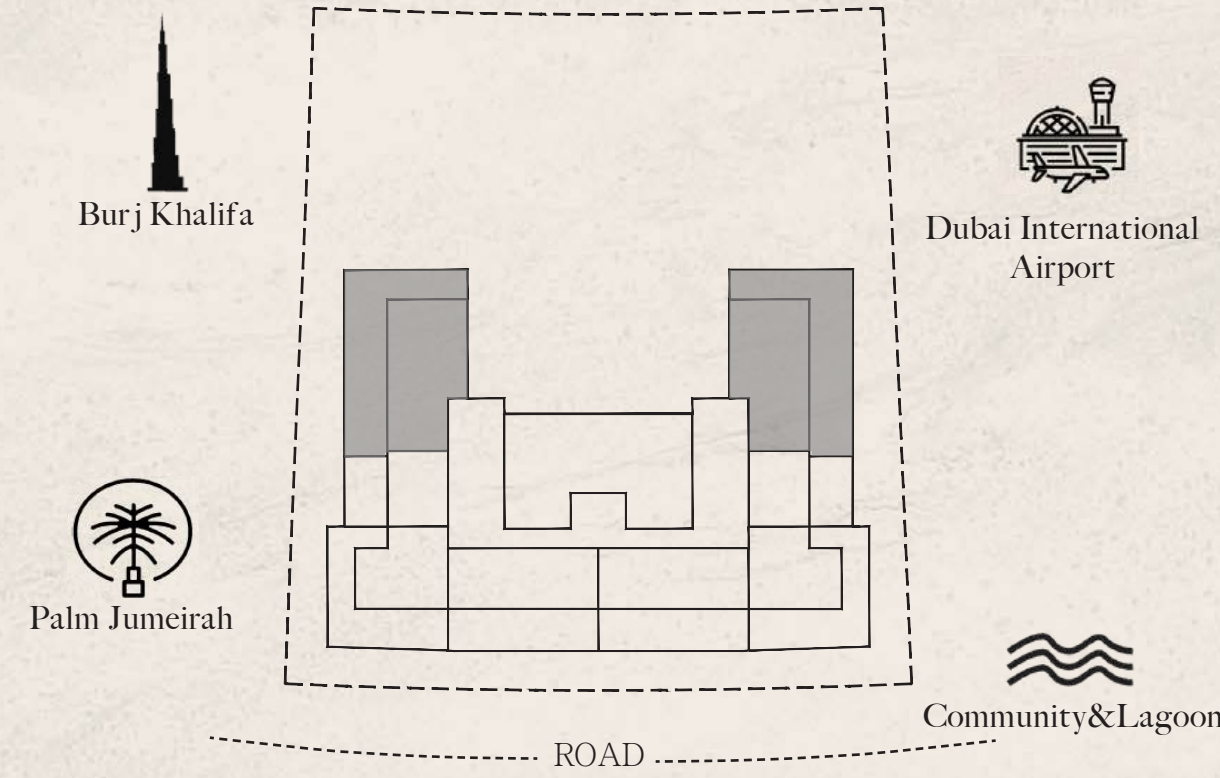 Burj Khalifa
Dubai International
Airport
Palm Jumeirah
Community&Lagoon
ROAD